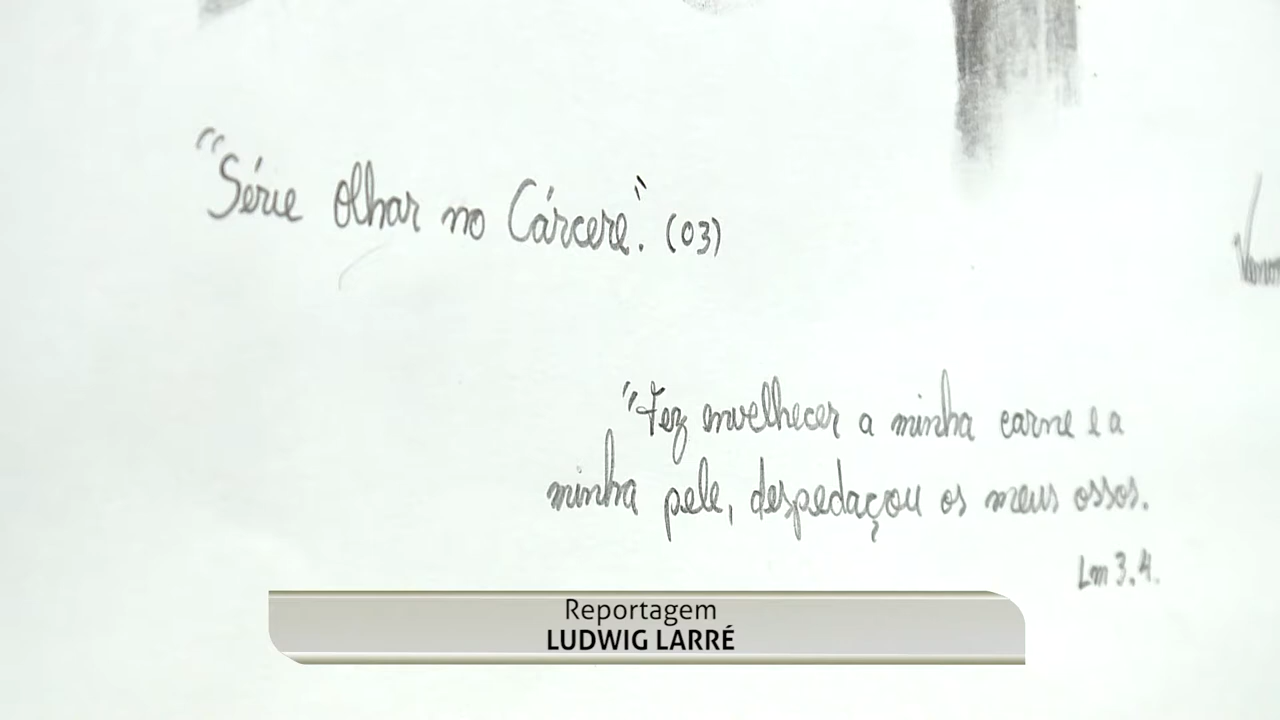 "Série Olhar no Cárcere". (03)
"Fez envelhecer a minha carne e a
minha pele, despedaçou os meus ossos.
Lm 3.4.
Reportagem
LUDWIG LARRÉ